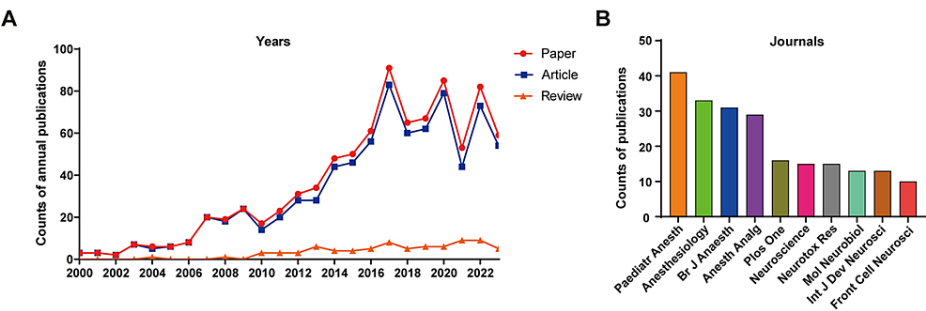 A
Years
Counts of annual publications
100
80
60
40
20
0
2000 2002 2004 2006 2008 2010 2012 2014 2016 2018 2020 2022
Paper
Article
Review
B
Journals
Counts of publications
50
40
30
20
10
0
Paediatr Anesth
Anesthesiology
Br J Anaesth
Anesth Analg
Plos One
Neuroscience
Neurotox Res
Mol Neurobiol
Int J Dev Neurosci
Front Cell Neurosci